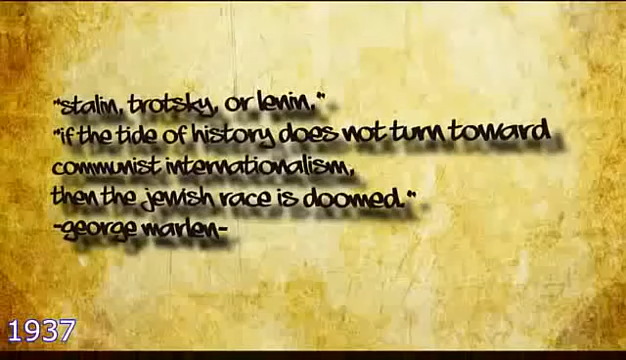 "stalin, trotsky, or lenin,"
"if the tide of history does not turn toward
communist internationalism,
then the jewish race is doomed."
-george marlen-
1937